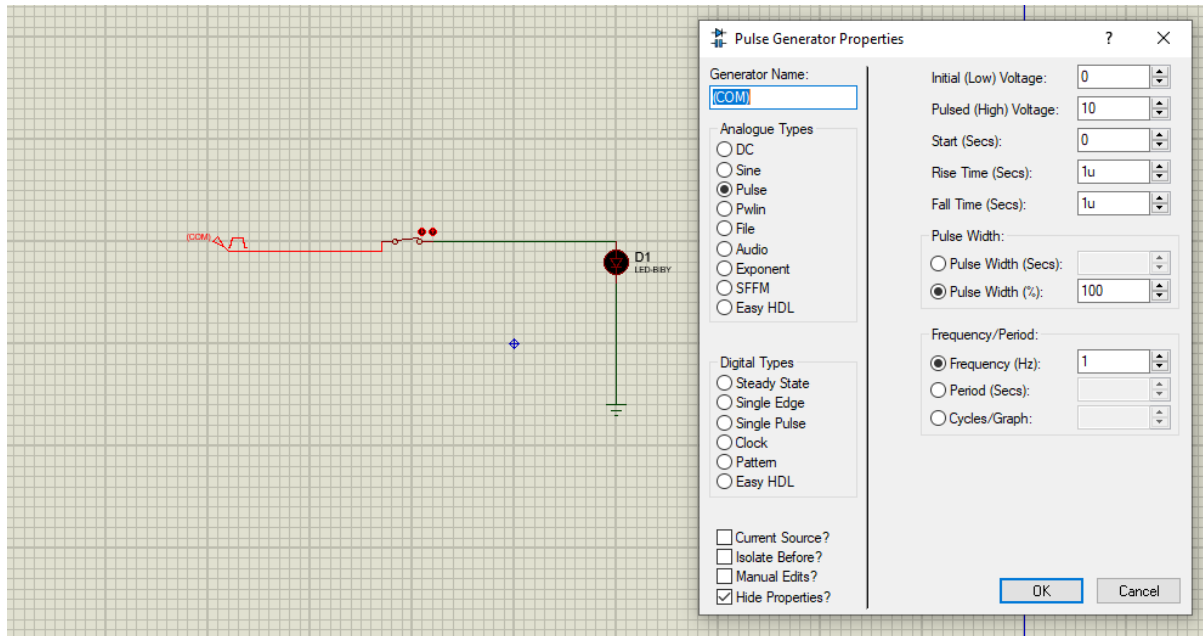 (COM)
D1
LED-BIBY
Pulse Generator Properties
?
Generator Name:
(COM)
Analogue Types
DC
Sine
Pulse
Pwlin
File
Audio
Exponent
SFFM
Easy HDL
Digital Types
Steady State
Single Edge
Single Pulse
Clock
Pattern
Easy HDL
Current Source?
Isolate Before?
Manual Edits?
Hide Properties?
Initial (Low) Voltage: 0
Pulsed (High) Voltage: 10
Start (Secs): 0
Rise Time (Secs): 1u
Fall Time (Secs): 1u
Pulse Width:
Pulse Width (Secs):
Pulse Width (%): 100
Frequency/Period:
Frequency (Hz): 1
Period (Secs):
Cycles/Graph:
OK Cancel